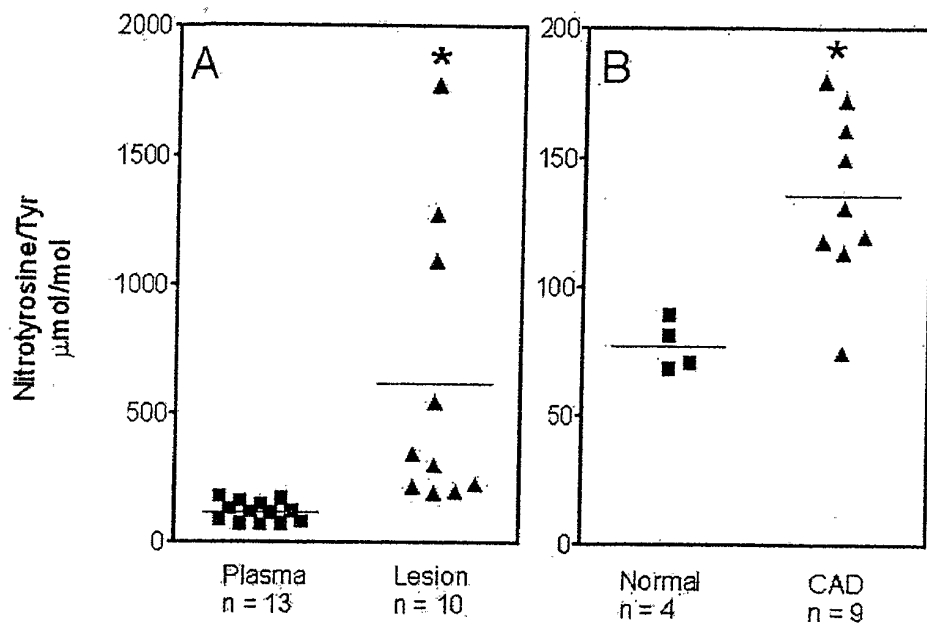 A
B
*
*
Nitrotyrosine/Tyr
μmol/mol
2000
1500
1000
500
0
200
150
100
50
0
Plasma
n = 13
Lesion
n = 10
Normal
n = 4
CAD
n = 9